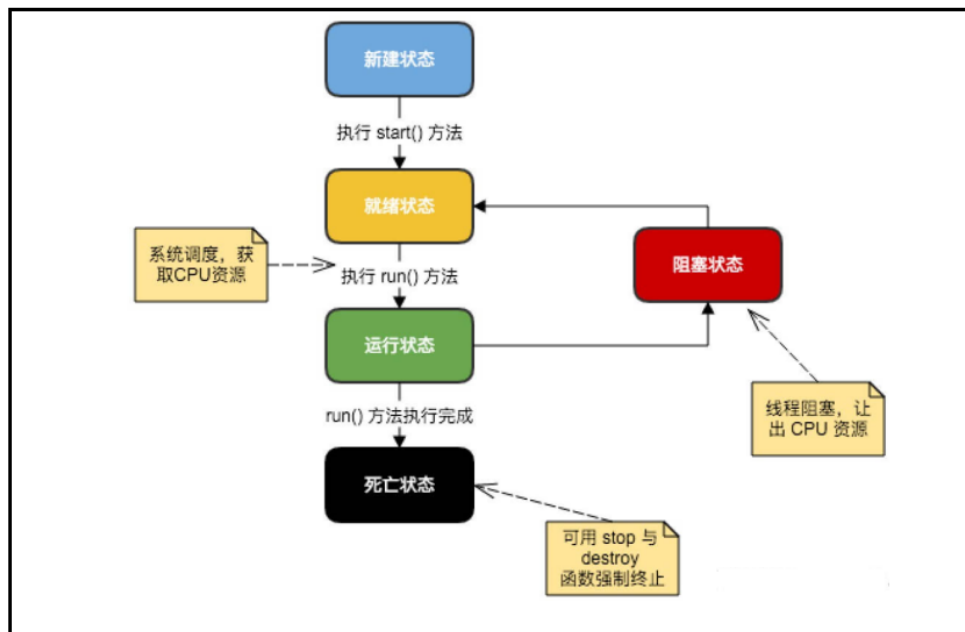 新建状态
执行 start() 方法
就绪状态
系统调度，获
取CPU资源
执行 run() 方法
阻塞状态
运行状态
线程阻塞，让
出 CPU 资源
run() 方法执行完成
死亡状态
可用 stop 与
destroy
函数强制终止